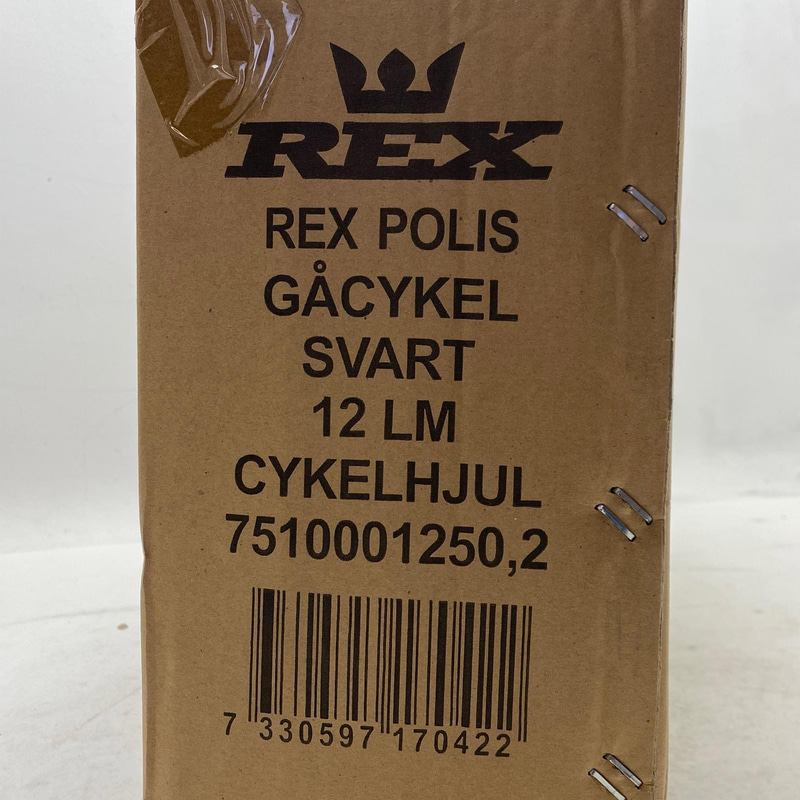 REX
REX POLIS
GÅCYKEL
SVART
12 LM
CYKELHJUL
7510001250,2
7 330597 170422